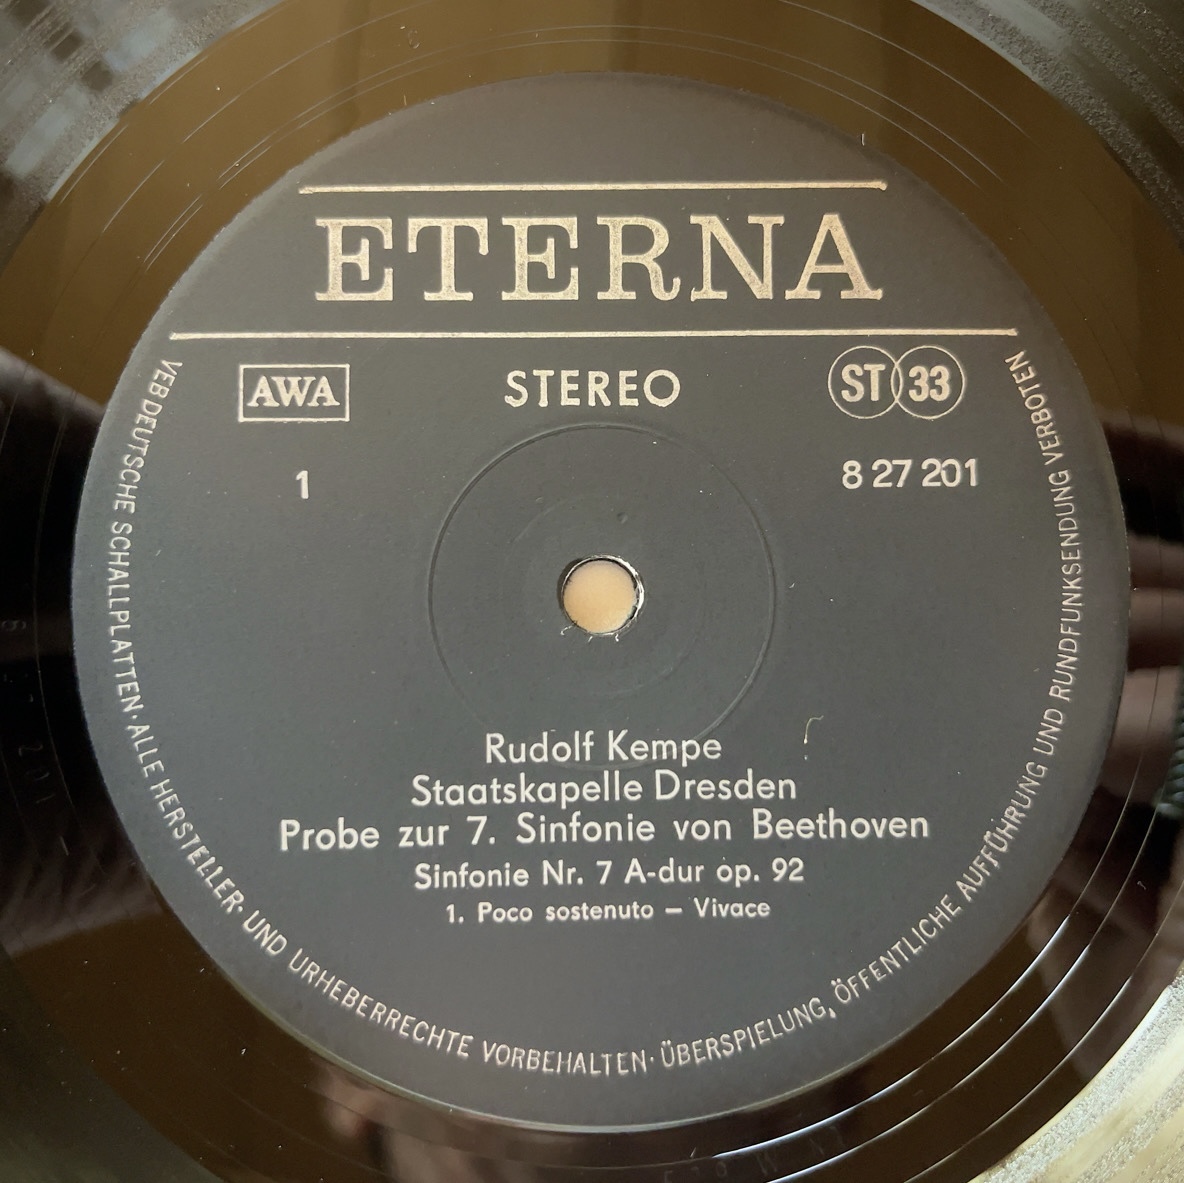 ETERNA
AWA
STEREO
ST 33
1
8 27 201
Rudolf Kempe
Staatskapelle Dresden
Probe zur 7. Sinfonie von Beethoven
Sinfonie Nr. 7 A-dur op. 92
1. Poco sostenuto – Vivace
VEB DEUTSCHE SCHALLPLATTEN · ALLE HERSTELLER- UND URHEBERRECHTE VORBEHALTEN · ÜBERSPIELUNG, ÖFFENTLICHE AUFFÜHRUNG UND RUNDFUNKSENDUNG VERBOTEN